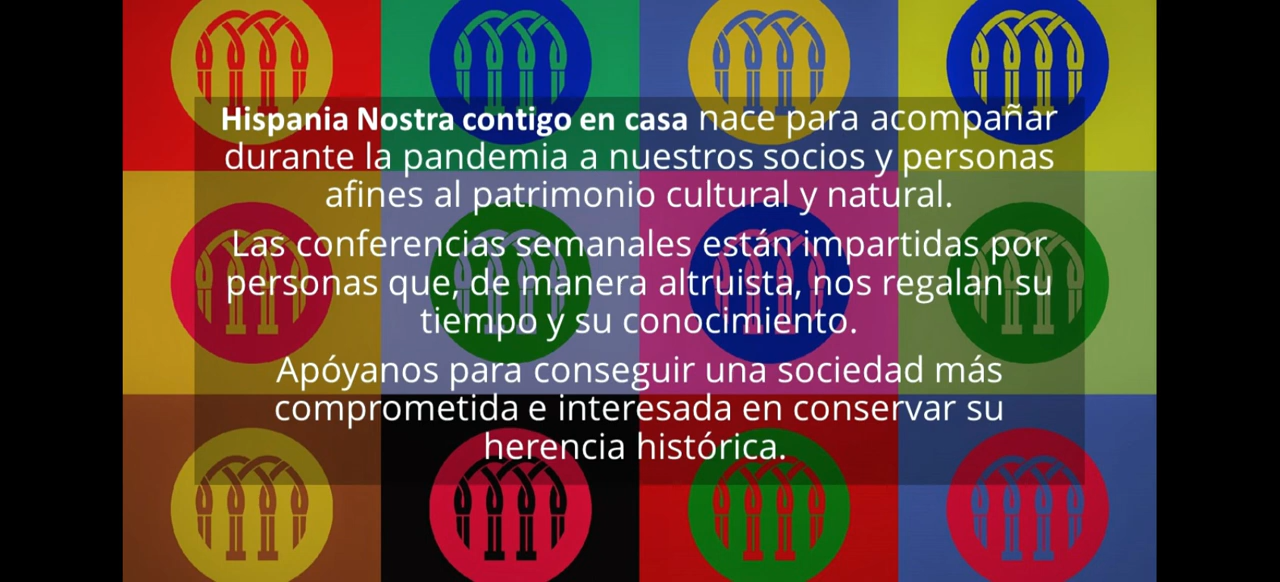 Hispania Nostra contigo en casa nace para acompañar
durante la pandemia a nuestros socios y personas
afines al patrimonio cultural y natural.
Las conferencias semanales están impartidas por
personas que, de manera altruista, nos regalan su
tiempo y su conocimiento.
Apóyanos para conseguir una sociedad más
comprometida e interesada en conservar su
herencia histórica.